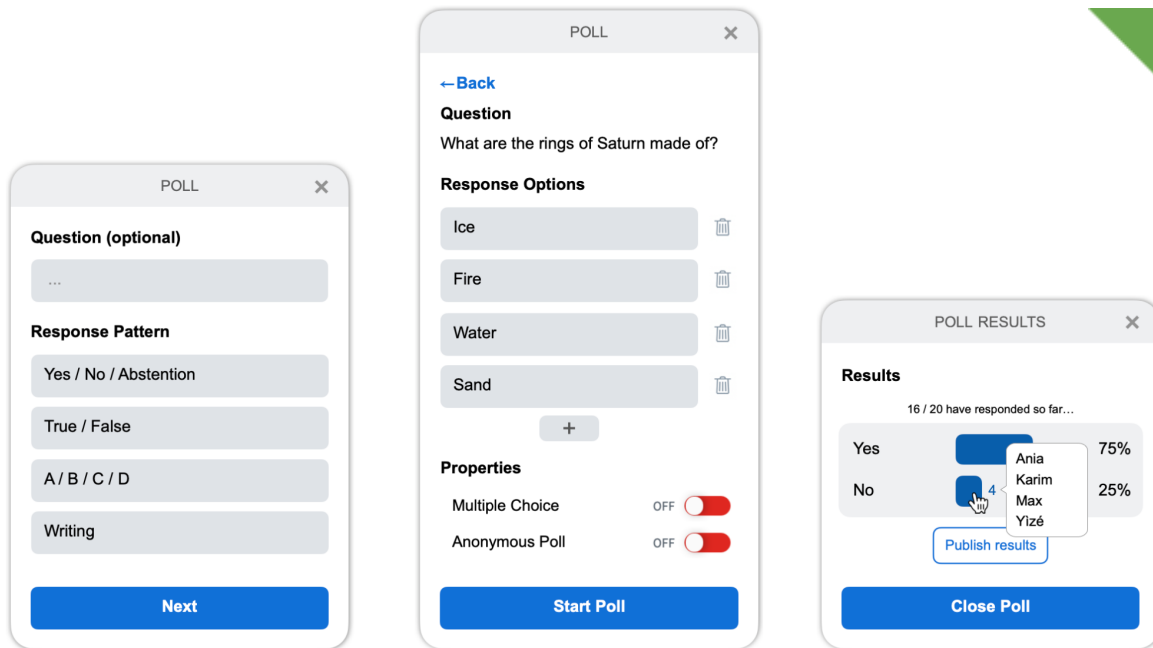 POLL
Question (optional)
...
Response Pattern
Yes / No / Abstention
True / False
A / B / C / D
Writing
Next
POLL
←Back
Question
What are the rings of Saturn made of?
Response Options
Ice
Fire
Water
Sand
+
Properties
Multiple Choice OFF
Anonymous Poll OFF
Start Poll
POLL RESULTS
Results
16 / 20 have responded so far...
Yes 75%
No 4 25%
Ania
Karim
Max
Yìzé
Publish results
Close Poll